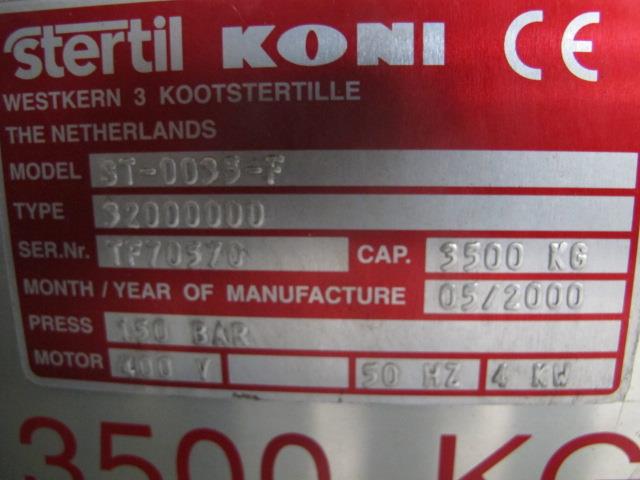 stertil KONI CE
WESTKERN 3 KOOTSTERTILLE
THE NETHERLANDS
MODEL ST-0035-F
TYPE 32000000
SER.Nr. TF70570 CAP. 3500 KG
MONTH / YEAR OF MANUFACTURE 05/2000
PRESS 150 BAR
MOTOR 400 V 50 HZ 4 KW
3500 KG